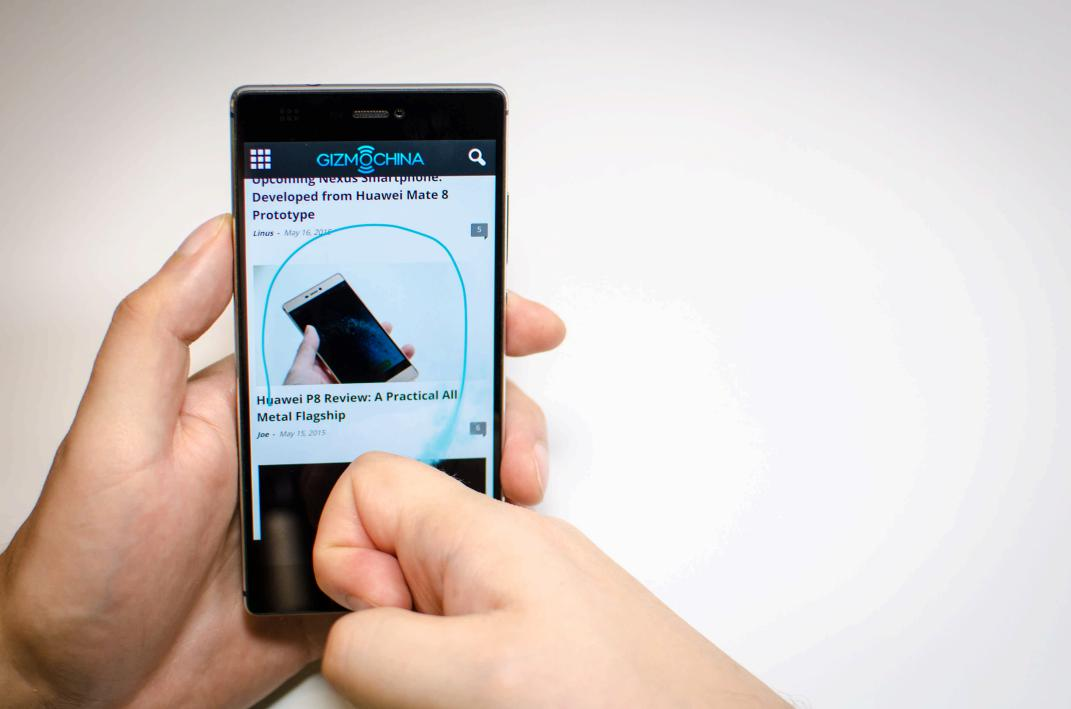 GIZMOCHINA
Upcoming Nexus Smartphone:
Developed from Huawei Mate 8
Prototype
Linus - May 16, 2015
5
Huawei P8 Review: A Practical All
Metal Flagship
6
Joe - May 15, 2015